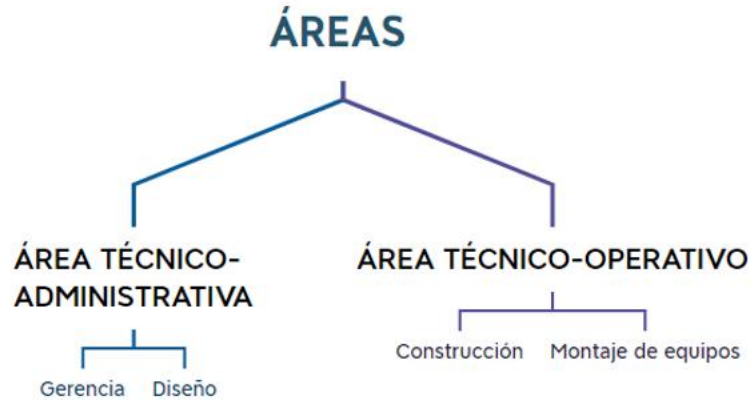 ÁREAS
ÁREA TÉCNICO-
ADMINISTRATIVA
Gerencia Diseño
ÁREA TÉCNICO-OPERATIVO
Construcción Montaje de equipos